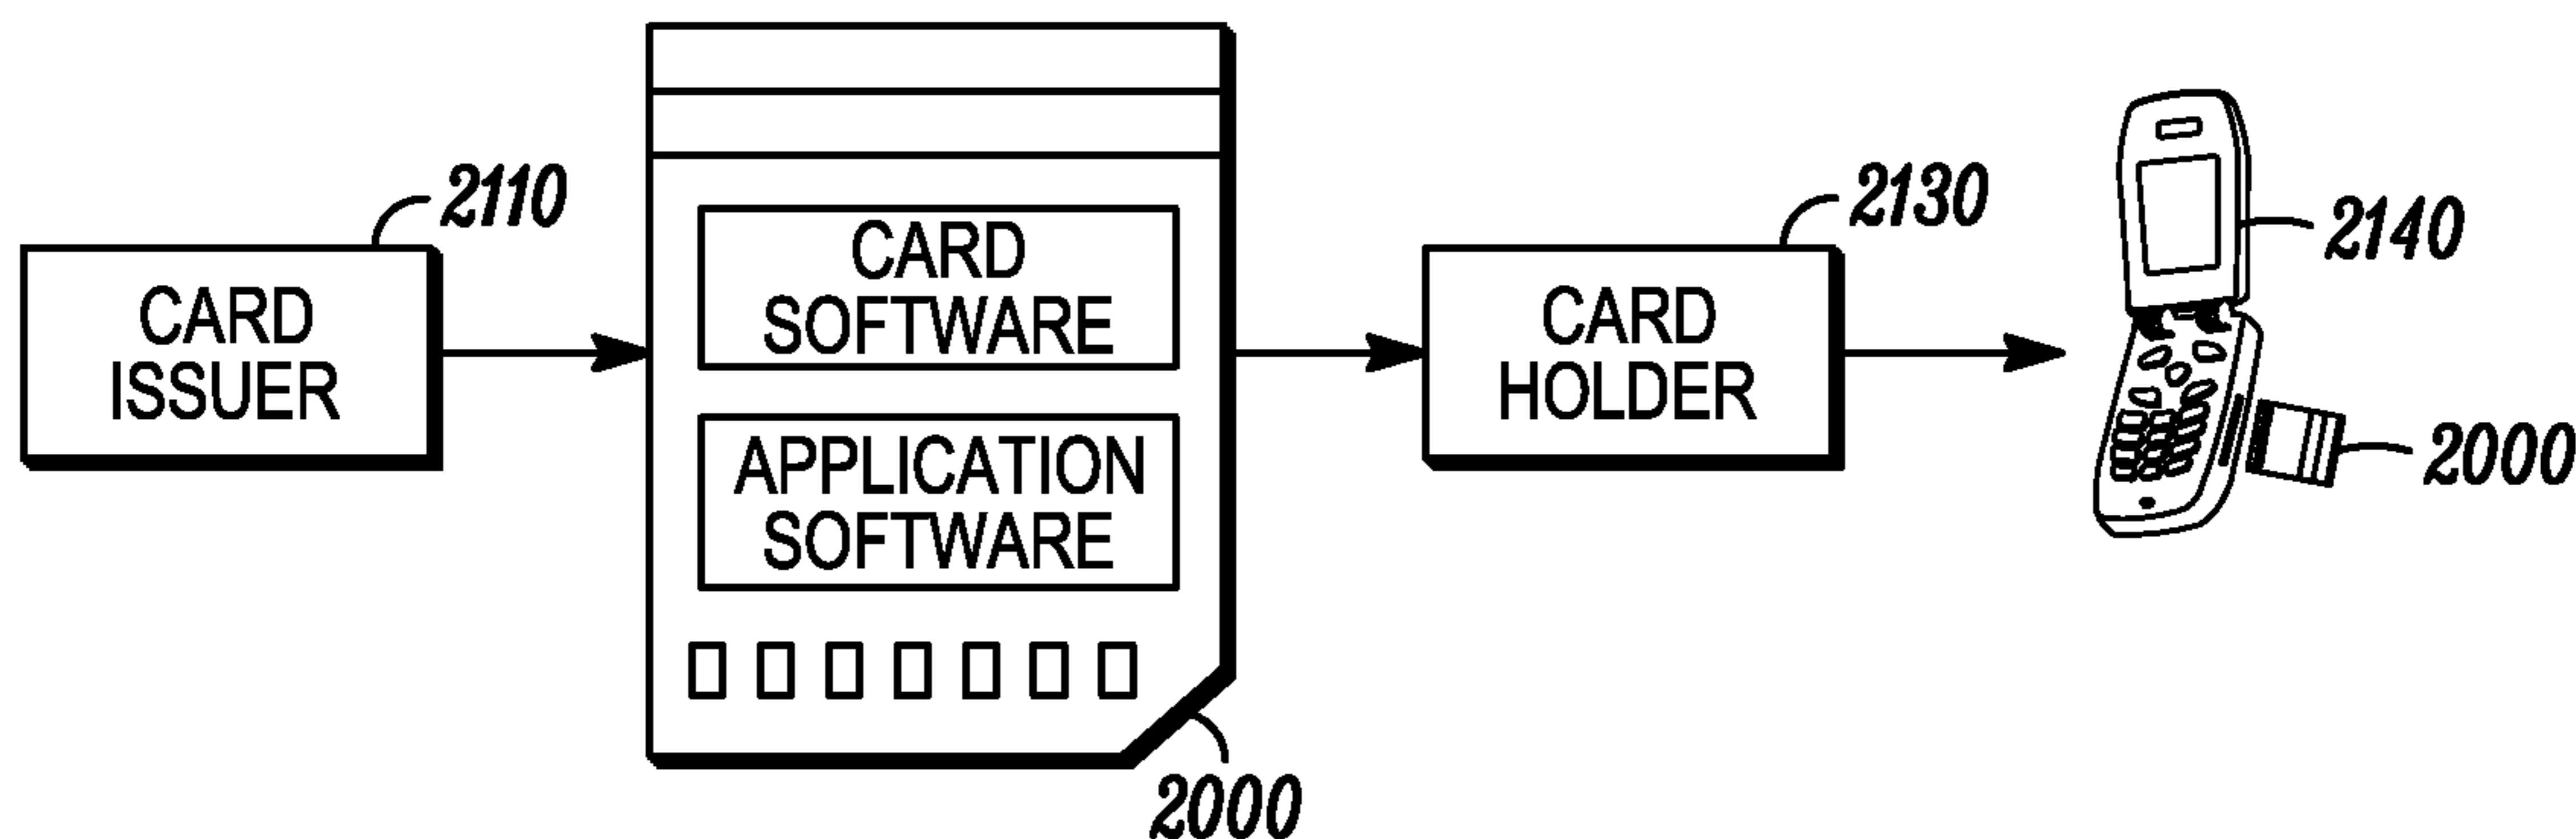 2110
CARD
ISSUER
CARD
SOFTWARE
APPLICATION
SOFTWARE
2000
2130
CARD
HOLDER
2140
2000